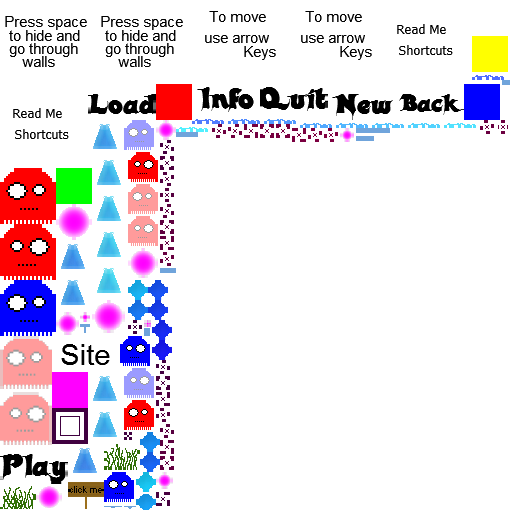 Press space
to hide and
go through
walls
Press space
to hide and
go through
walls
To move
use arrow
Keys
To move
use arrow
Keys
Read Me
Shortcuts
Read Me
Shortcuts
Load
Info
Quit
New
Back
Site
Play
click me